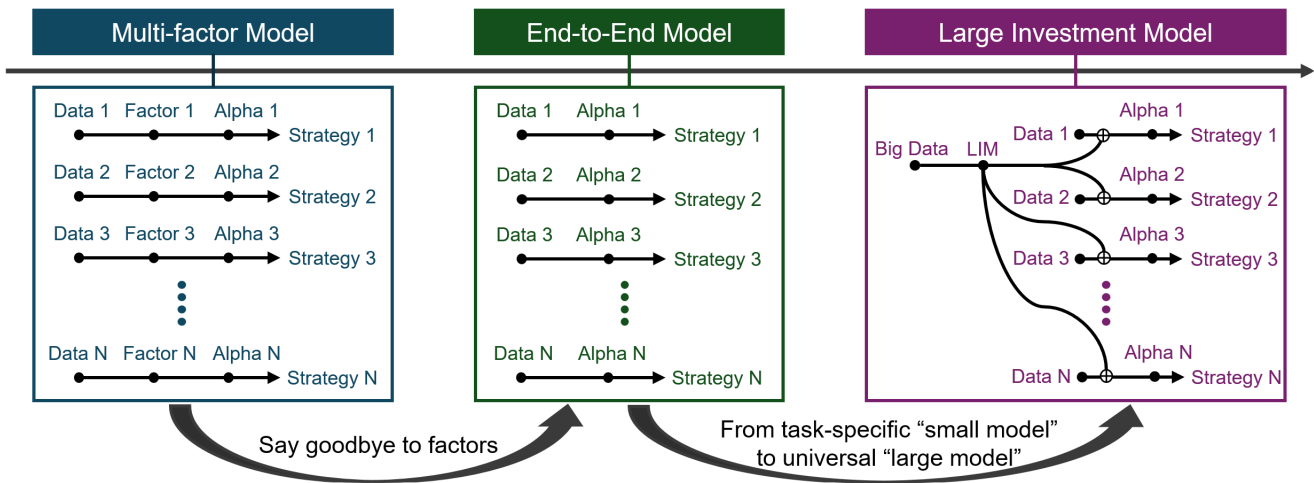 Multi-factor Model
End-to-End Model
Large Investment Model
Data 1 Factor 1 Alpha 1
Strategy 1
Data 2 Factor 2 Alpha 2
Strategy 2
Data 3 Factor 3 Alpha 3
Strategy 3
Data N Factor N Alpha N
Strategy N
Data 1 Alpha 1
Strategy 1
Data 2 Alpha 2
Strategy 2
Data 3 Alpha 3
Strategy 3
Data N Alpha N
Strategy N
Big Data LIM
Alpha 1
Data 1 Strategy 1
Alpha 2
Data 2 Strategy 2
Alpha 3
Data 3 Strategy 3
Alpha N
Data N Strategy N
Say goodbye to factors
From task-specific “small model”
to universal “large model”